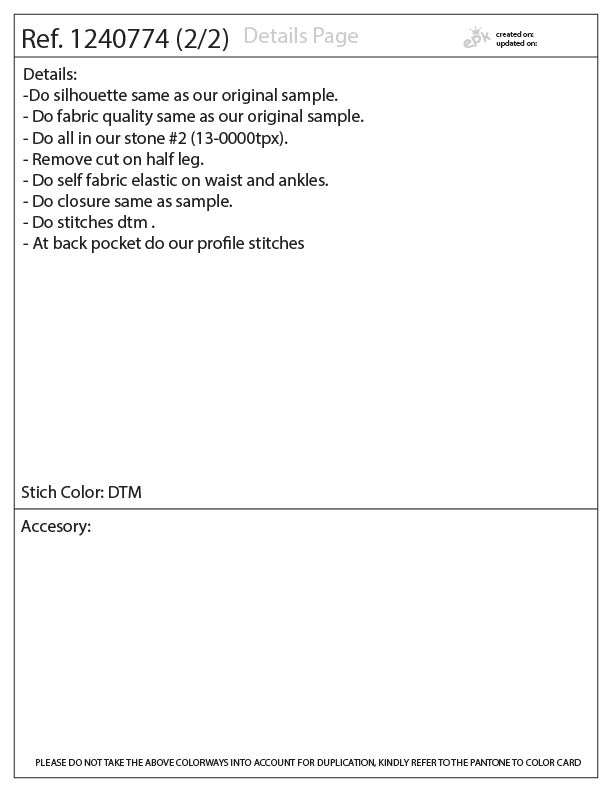 Ref. 1240774 (2/2) Details Page
epk
created on:
updated on:
Details:
-Do silhouette same as our original sample.
- Do fabric quality same as our original sample.
- Do all in our stone #2 (13-0000tpx).
- Remove cut on half leg.
- Do self fabric elastic on waist and ankles.
- Do closure same as sample.
- Do stitches dtm .
- At back pocket do our profile stitches
Stich Color: DTM
Accesory:
PLEASE DO NOT TAKE THE ABOVE COLORWAYS INTO ACCOUNT FOR DUPLICATION, KINDLY REFER TO THE PANTONE TO COLOR CARD